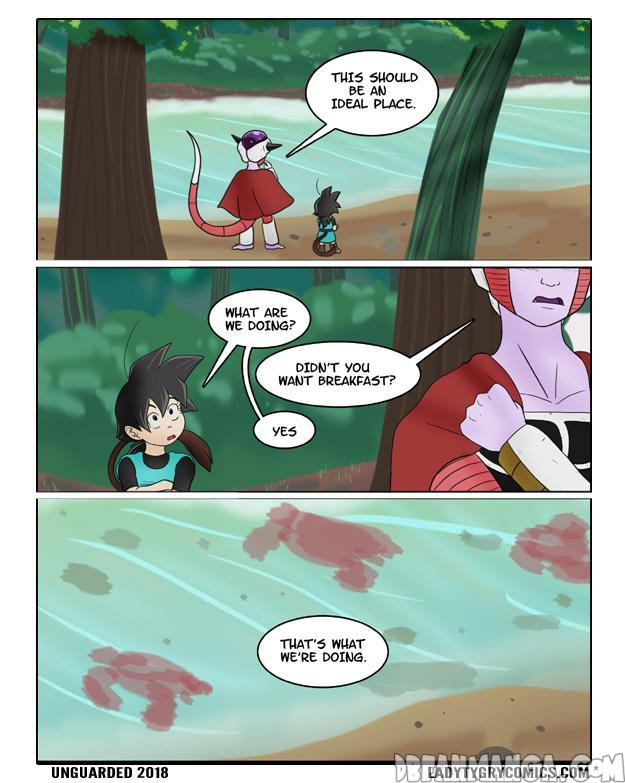 THIS SHOULD
BE AN
IDEAL PLACE.
WHAT ARE
WE DOING?
DIDN'T YOU
WANT BREAKFAST?
YES
THAT'S WHAT
WE'RE DOING.
UNGUARDED 2018
LADYTYGRYCOMICS.COM
DBFANMANGA.COM